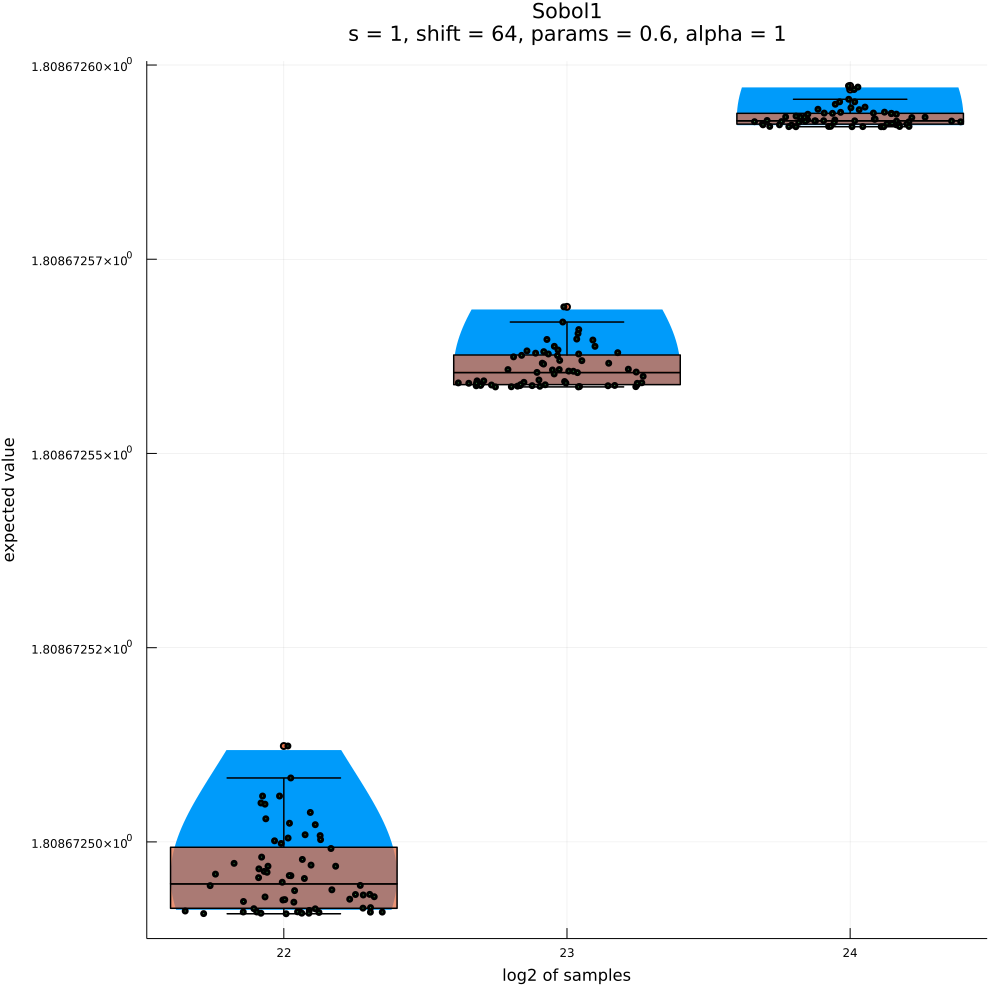 Sobol1
s = 1, shift = 64, params = 0.6, alpha = 1
1.80867260×10⁰
1.80867257×10⁰
1.80867255×10⁰
1.80867252×10⁰
1.80867250×10⁰
expected value
22 23 24
log2 of samples